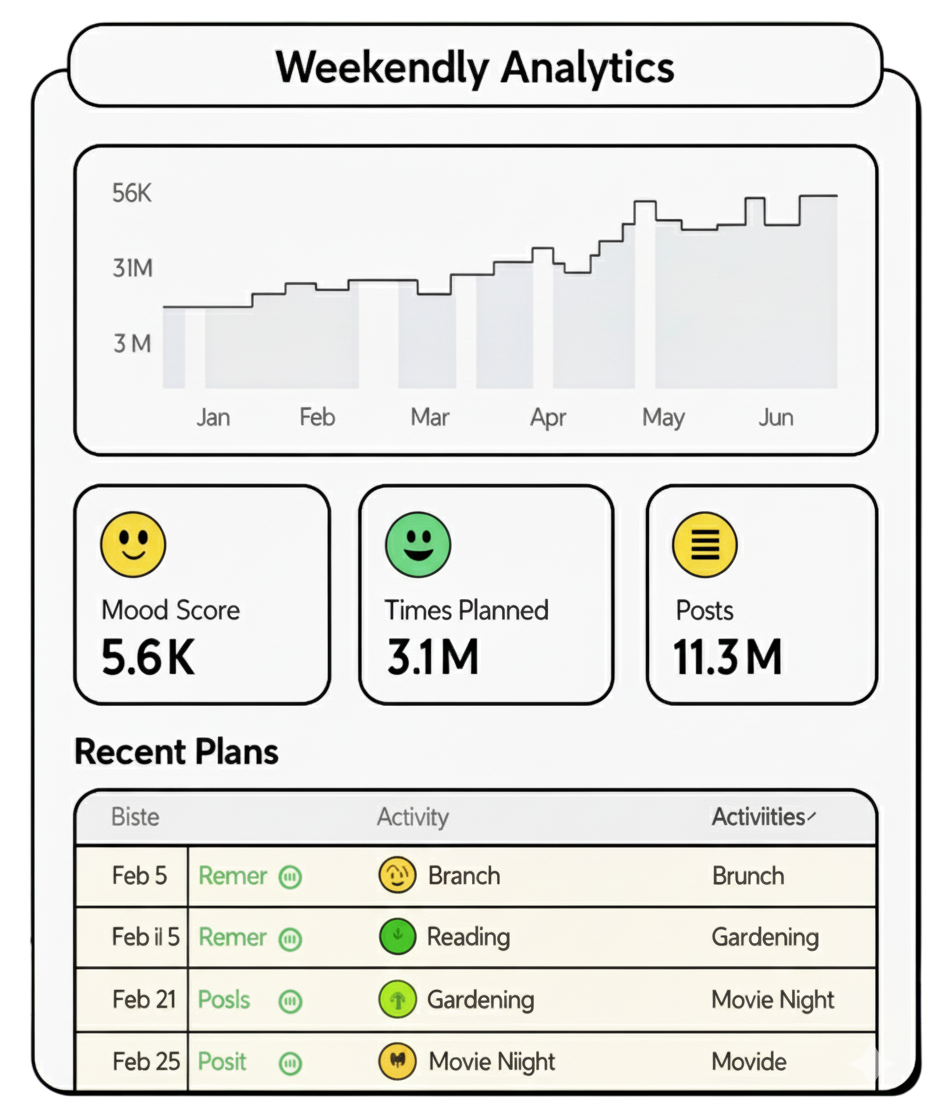 Weekendly Analytics
56K
31M
3 M
Jan Feb Mar Apr May Jun
Mood Score
5.6K
Times Planned
3.1M
Posts
11.3M
Recent Plans
Biste Activity Activiities
Feb 5 Remer Branch Brunch
Feb il 5 Remer Reading Gardening
Feb 21 Posls Gardening Movie Night
Feb 25 Posit Movie Niight Movide